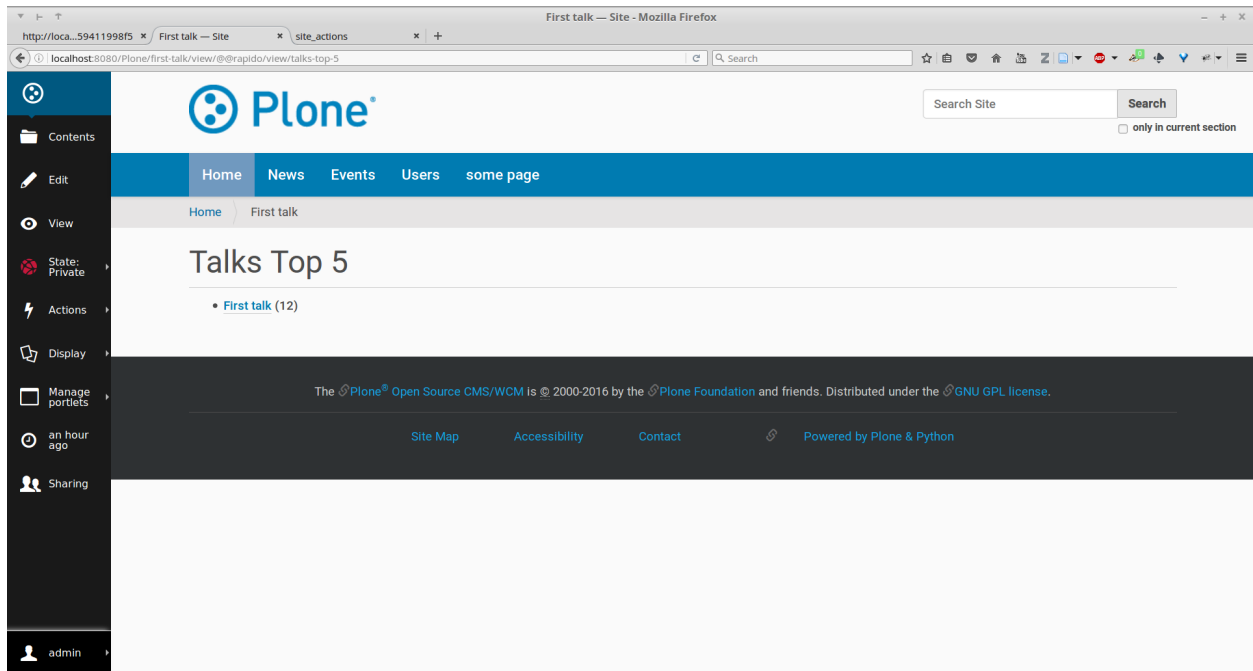 First talk — Site - Mozilla Firefox
http://loca...59411998f5
First talk — Site
site_actions
localhost:8080/Plone/first-talk/view/@@rapido/view/talks-top-5
Search
Plone®
Search Site
Search
only in current section
Contents
Edit
View
State:
Private
Actions
Display
Manage
portlets
an hour
ago
Sharing
admin
Home News Events Users some page
Home First talk
Talks Top 5
• First talk (12)
The Plone® Open Source CMS/WCM is © 2000-2016 by the Plone Foundation and friends. Distributed under the GNU GPL license.
Site Map Accessibility Contact Powered by Plone & Python